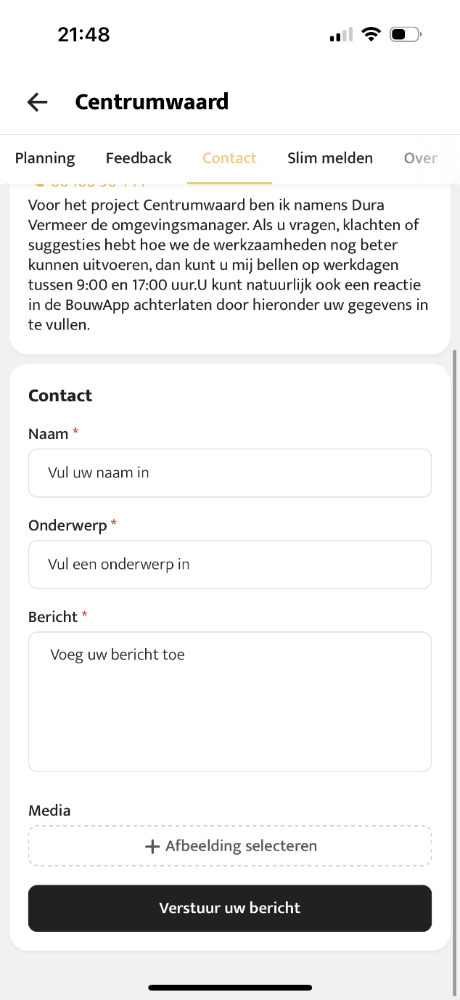 21:48
Centrumwaard
Planning Feedback Contact Slim melden Over
Voor het project Centrumwaard ben ik namens Dura
Vermeer de omgevingsmanager. Als u vragen, klachten of
suggesties hebt hoe we de werkzaamheden nog beter
kunnen uitvoeren, dan kunt u mij bellen op werkdagen
tussen 9:00 en 17:00 uur.U kunt natuurlijk ook een reactie
in de BouwApp achterlaten door hieronder uw gegevens in
te vullen.
Contact
Naam *
Vul uw naam in
Onderwerp *
Vul een onderwerp in
Bericht *
Voeg uw bericht toe
Media
+ Afbeelding selecteren
Verstuur uw bericht